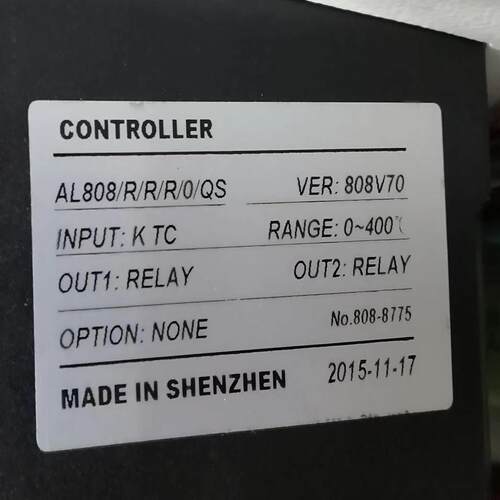 CONTROLLER
AL808/R/R/R/0/QS VER: 808V70
INPUT: K TC RANGE: 0~400℃
OUT1: RELAY OUT2: RELAY
OPTION: NONE No.808-8775
MADE IN SHENZHEN 2015-11-17